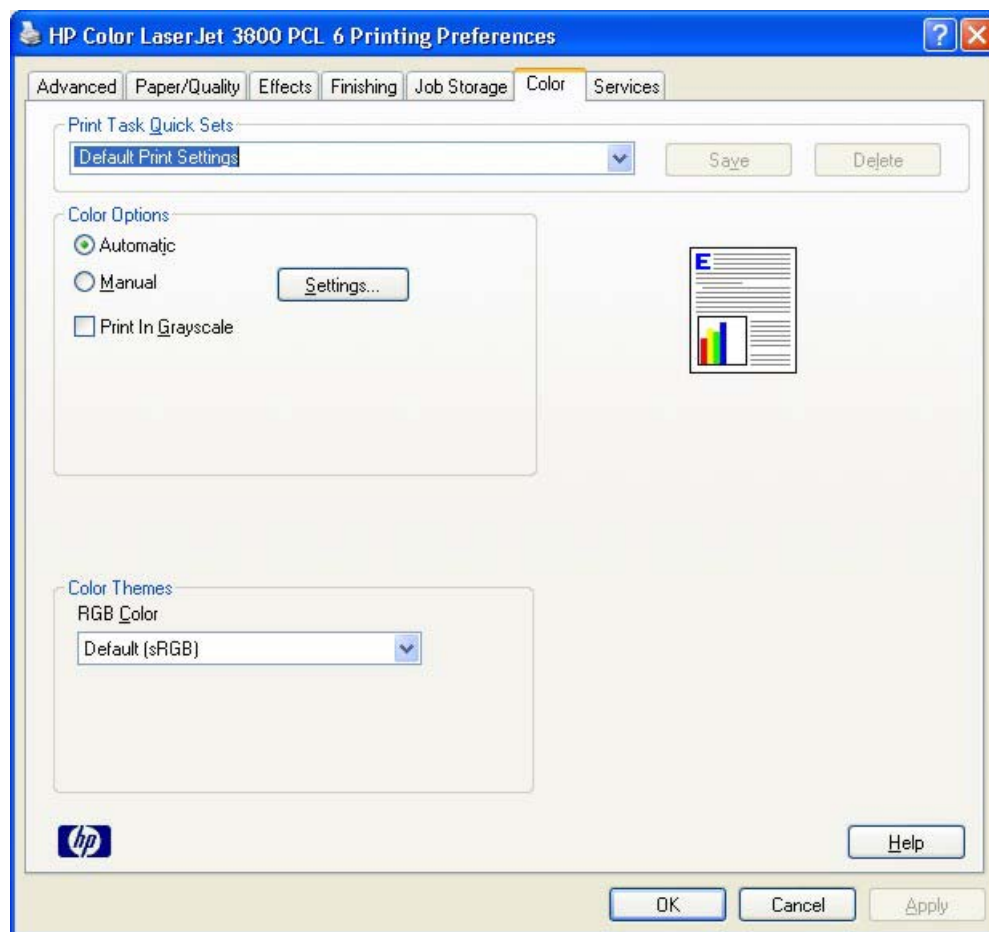 HP Color LaserJet 3800 PCL 6 Printing Preferences
Advanced Paper/Quality Effects Finishing Job Storage Color Services
Print Task Quick Sets
Default Print Settings
Save Delete
Color Options
Automatic
Manual Settings...
Print In Grayscale
E
Color Themes
RGB Color
Default (sRGB)
hp Help
OK Cancel Apply